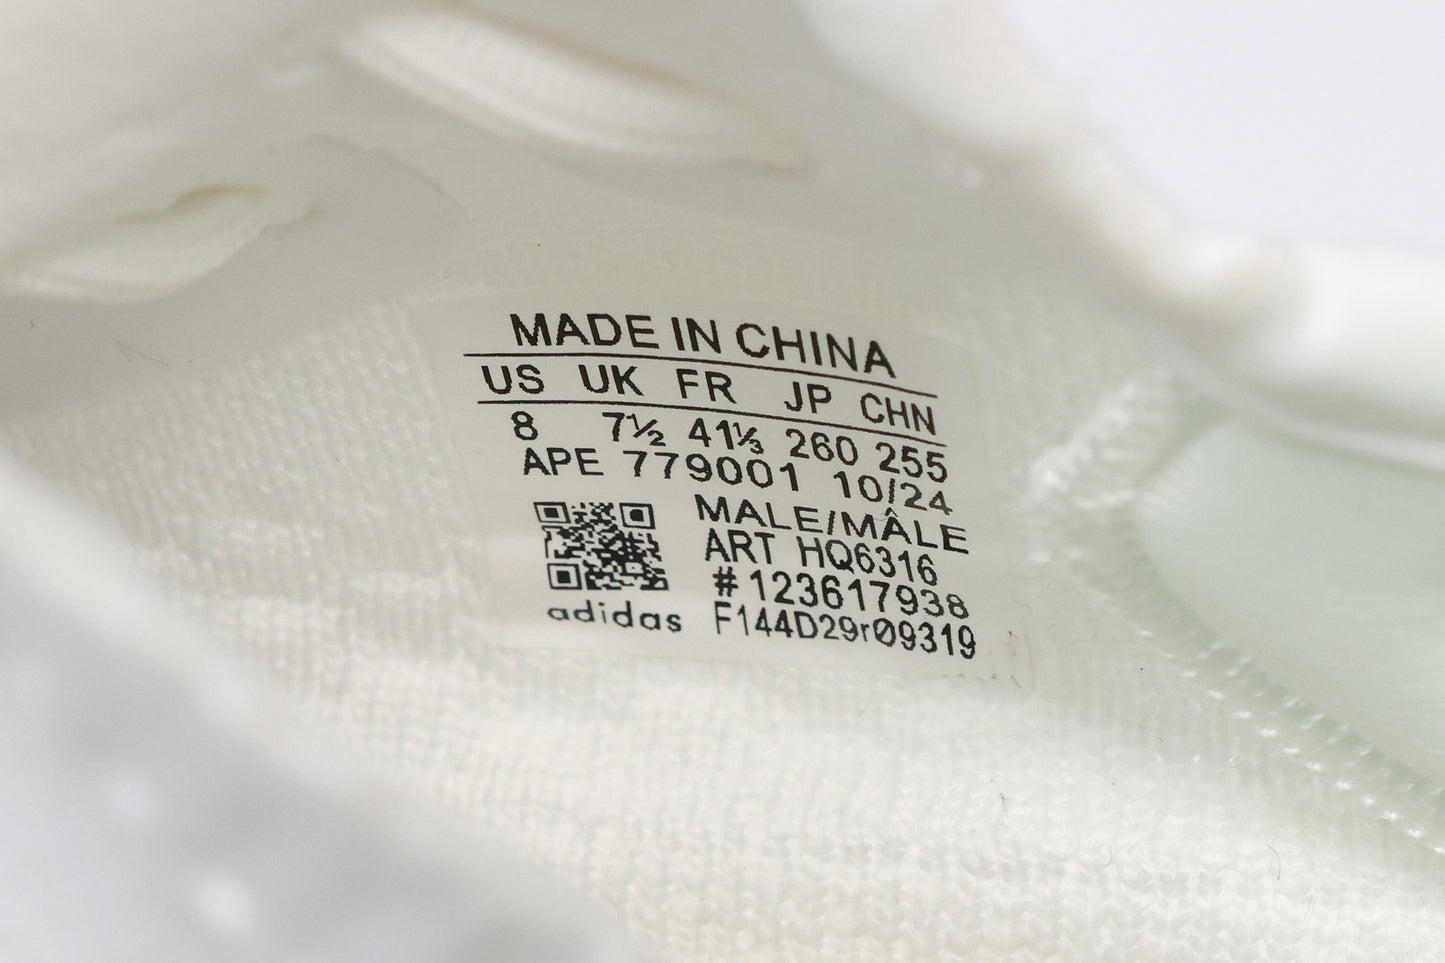 MADE IN CHINA
US UK FR JP CHN
8 7½ 41⅓ 260 255
APE 779001 10/24
MALE/MÂLE
ART HQ6316
#123617938
adidas F144D29r09319